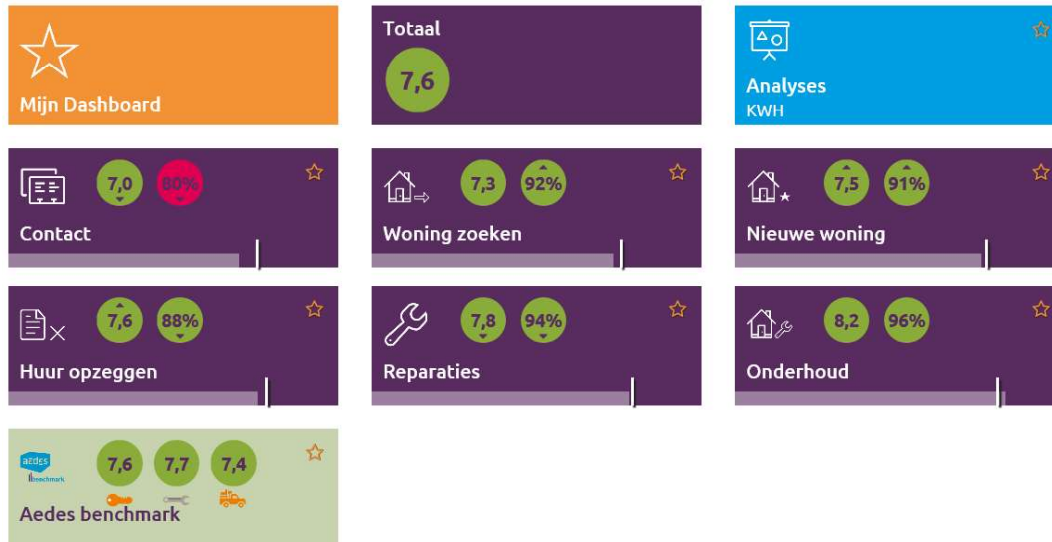 Mijn Dashboard
Totaal
7,6
Analyses
KWH
7,0 80%
Contact
7,3 92%
Woning zoeken
7,5 91%
Nieuwe woning
7,6 88%
Huur opzeggen
7,8 94%
Reparaties
8,2 96%
Onderhoud
aedes
benchmark
7,6 7,7 7,4
Aedes benchmark